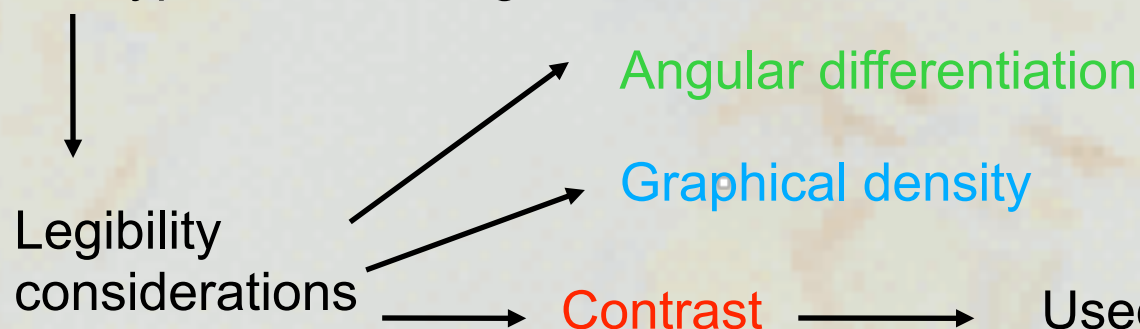 Angular differentiation
Graphical density
Legibility
considerations
Contrast